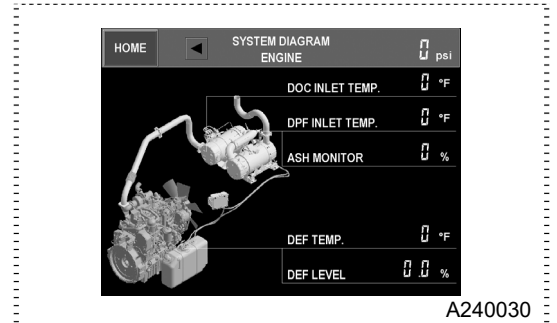 HOME ◀ SYSTEM DIAGRAM
ENGINE 0 psi
DOC INLET TEMP. 0 °F
DPF INLET TEMP. 0 °F
ASH MONITOR 0 %
DEF TEMP. 0 °F
DEF LEVEL 0.0 %
A240030